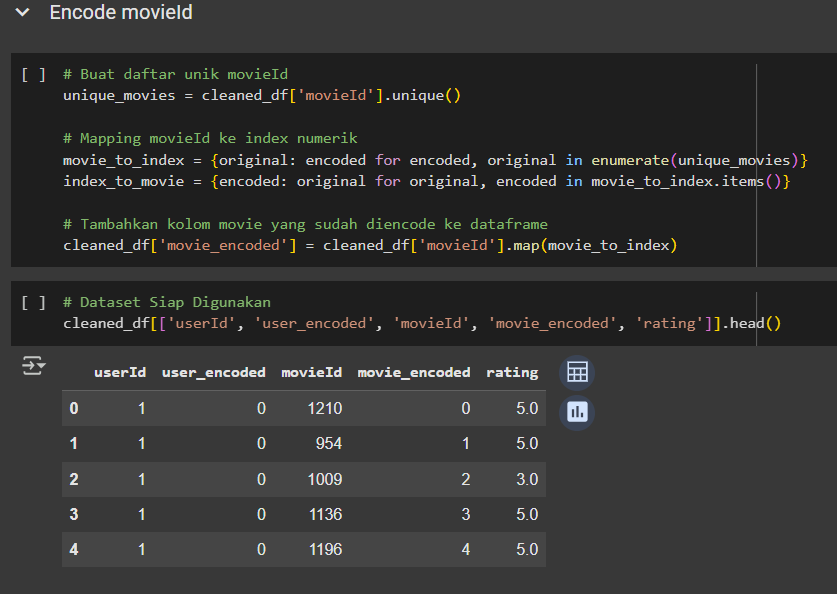 Encode movieId
[ ] # Buat daftar unik movieId
unique_movies = cleaned_df['movieId'].unique()
# Mapping movieId ke index numerik
movie_to_index = {original: encoded for encoded, original in enumerate(unique_movies)}
index_to_movie = {encoded: original for original, encoded in movie_to_index.items()}
# Tambahkan kolom movie yang sudah diencode ke dataframe
cleaned_df['movie_encoded'] = cleaned_df['movieId'].map(movie_to_index)
[ ] # Dataset Siap Digunakan
cleaned_df[['userId', 'user_encoded', 'movieId', 'movie_encoded', 'rating']].head()
userId user_encoded movieId movie_encoded rating
0 1 0 1210 0 5.0
1 1 0 954 1 5.0
2 1 0 1009 2 3.0
3 1 0 1136 3 5.0
4 1 0 1196 4 5.0